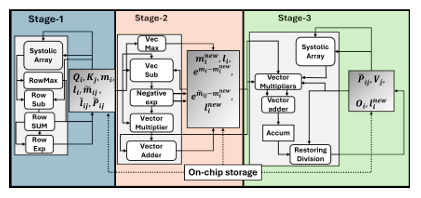 Stage-1
Systolic
Array
RowMax
Row
Sub
Row
SUM
Row
Exp
Q_i, K_j, m_i,
l_i, m̃_ij,
l̃_ij, P̃_ij
Stage-2
Vec
Max
Vec
Sub
Negative
exp
Vector
Multiplier
Vector
Adder
m_i^new, l_i,
e^{m_i−m_i^new},
e^{m̃_ij−m_i^new},
l_i^new
Stage-3
Systolic
Array
Vector
Multipliers
Vector
adder
Accum
Restoring
Division
P̃_ij, V_j,
O_i, l_i^new
On-chip storage